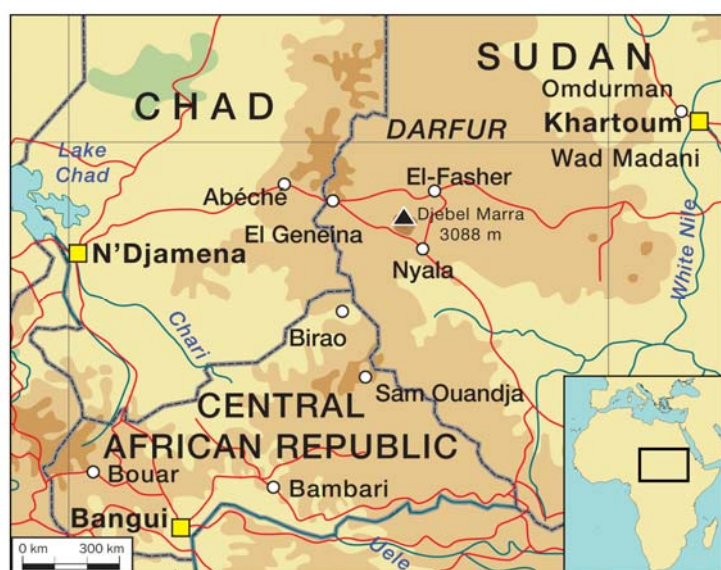 SUDAN
Omdurman
CHAD
Khartoum
DARFUR
Lake
Chad
Wad Madani
El-Fasher
Abéché
Djebel Marra
3088 m
El Geneina
N'Djamena
Nyala
White Nile
Chari
Birao
Sam Ouandja
CENTRAL
AFRICAN REPUBLIC
Bouar
Bambari
Bangui
Uele
0 km 300 km